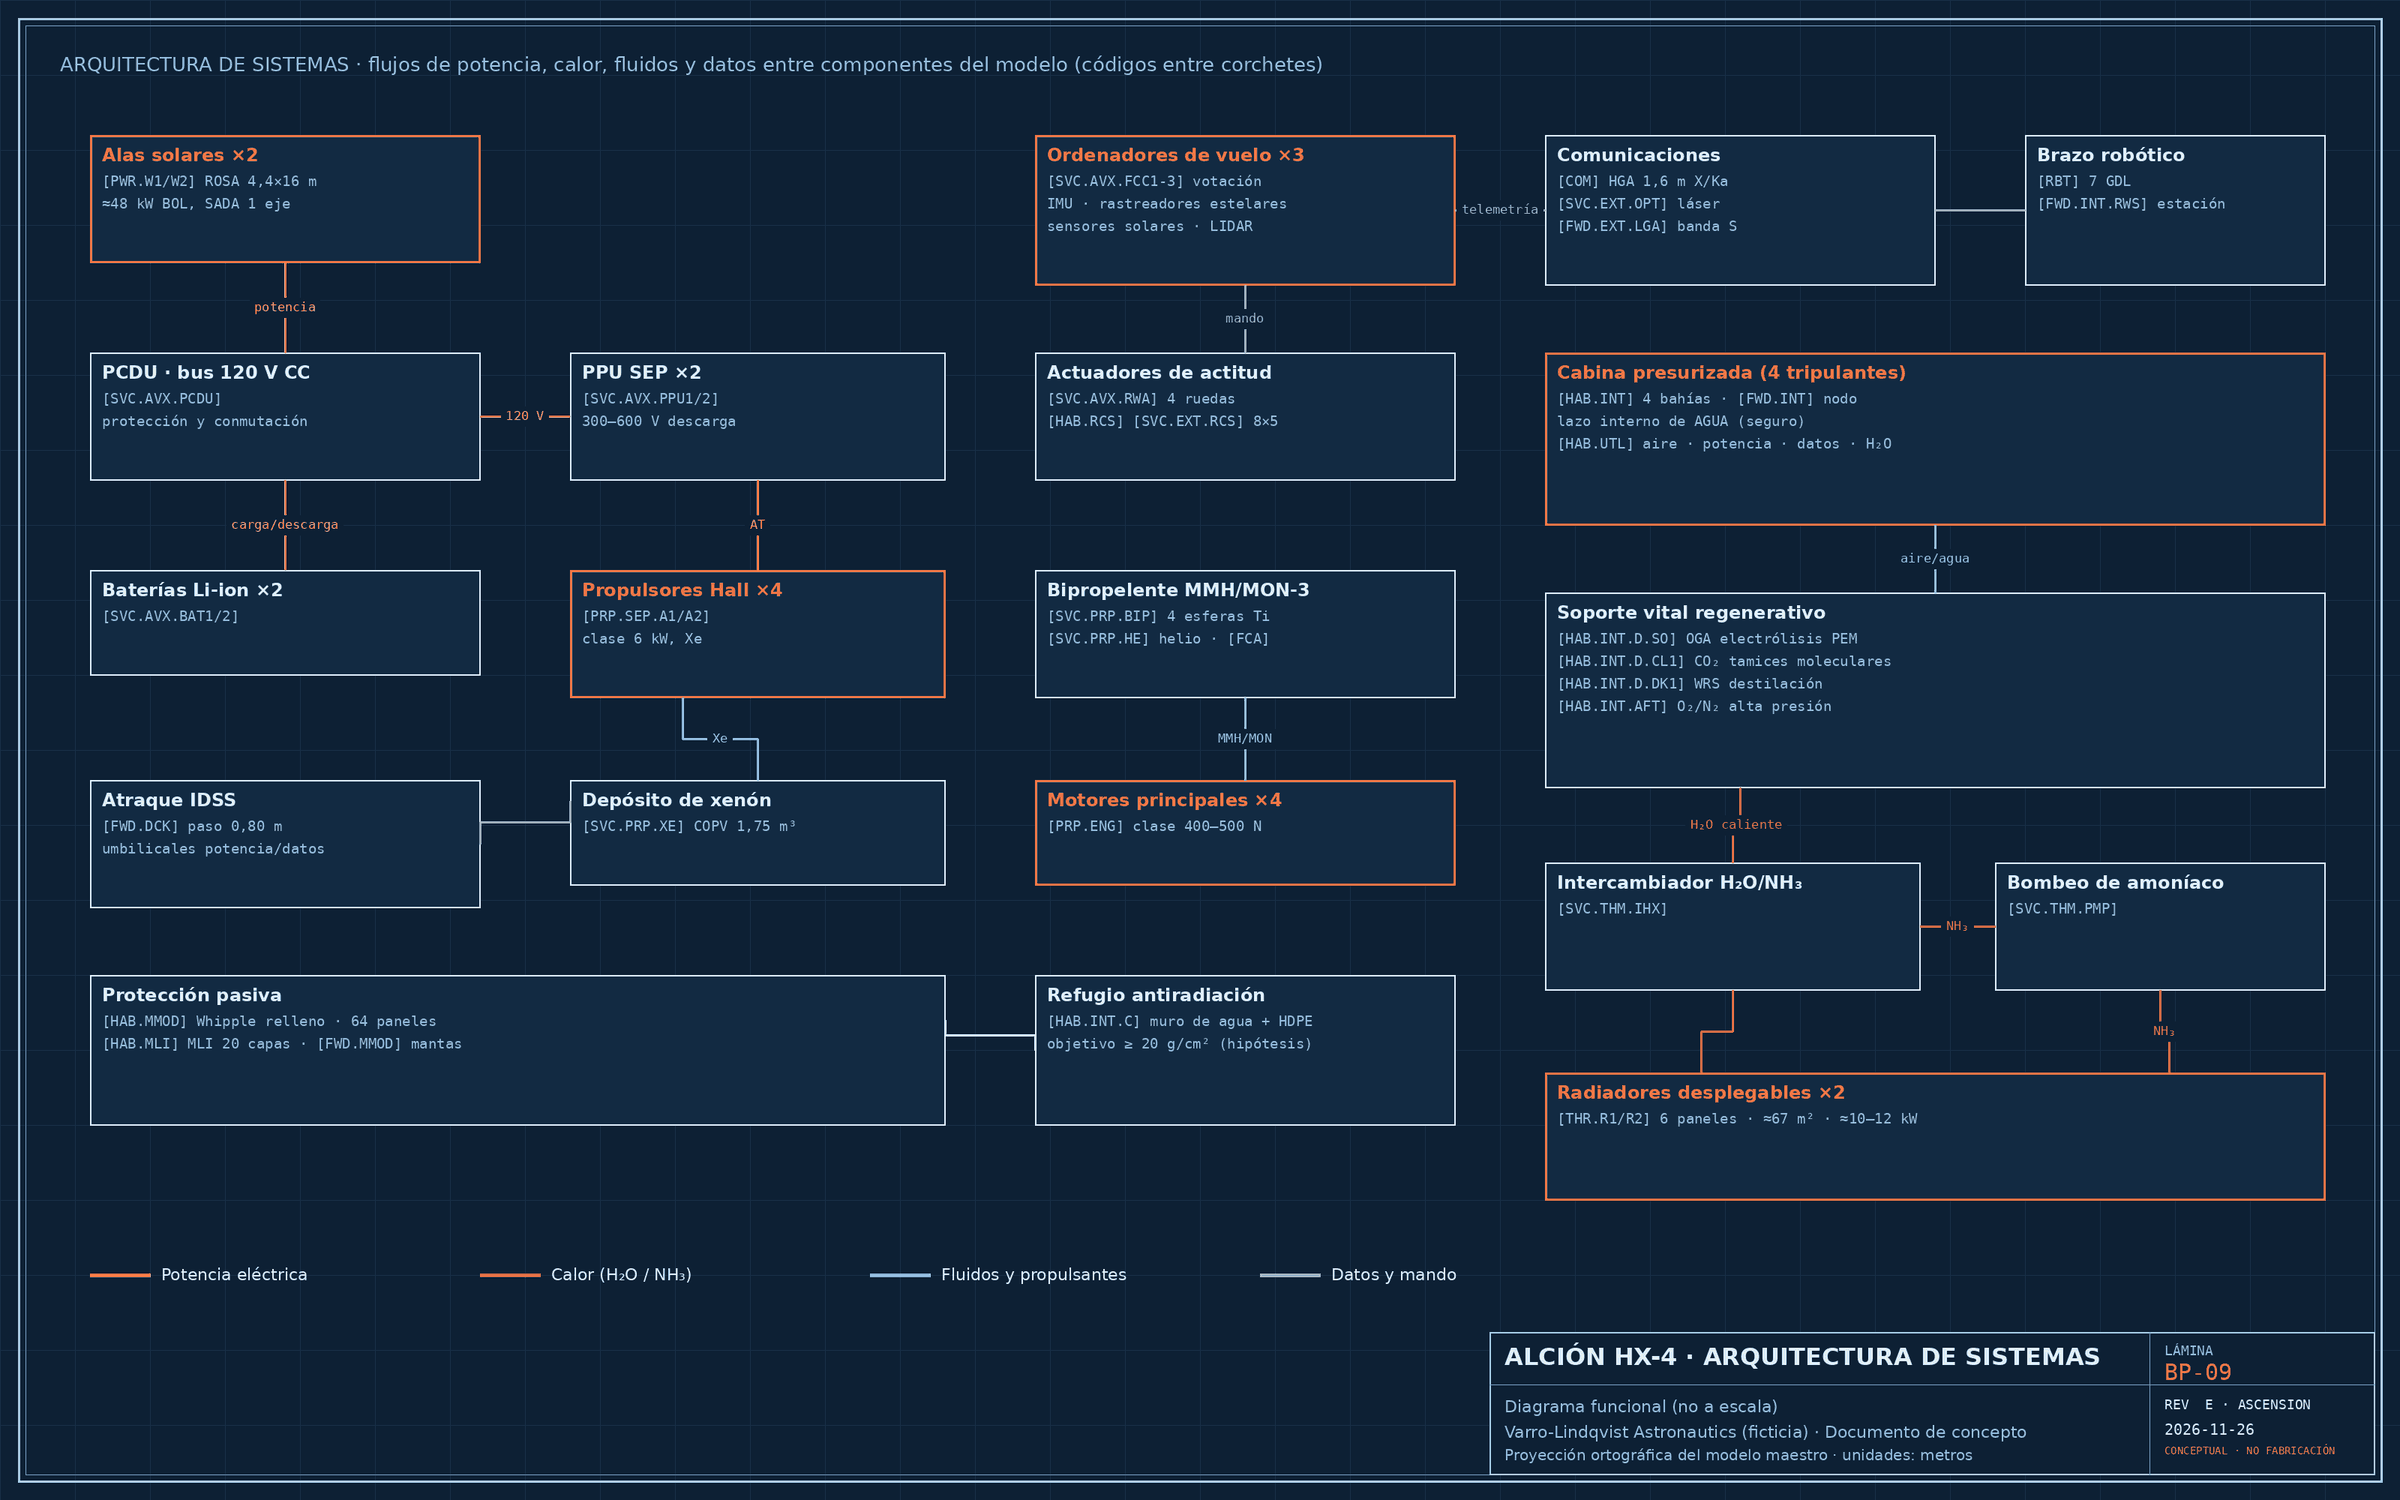 ARQUITECTURA DE SISTEMAS · flujos de potencia, calor, fluidos y datos entre componentes del modelo (códigos entre corchetes)
Alas solares ×2
[PWR.W1/W2] ROSA 4,4×16 m
≈48 kW BOL, SADA 1 eje
Ordenadores de vuelo ×3
[SVC.AVX.FCC1-3] votación
IMU · rastreadores estelares
sensores solares · LIDAR
telemetría
Comunicaciones
[COM] HGA 1,6 m X/Ka
[SVC.EXT.OPT] láser
[FWD.EXT.LGA] banda S
Brazo robótico
[RBT] 7 GDL
[FWD.INT.RWS] estación
potencia
mando
PCDU · bus 120 V CC
[SVC.AVX.PCDU]
protección y conmutación
120 V
PPU SEP ×2
[SVC.AVX.PPU1/2]
300–600 V descarga
Actuadores de actitud
[SVC.AVX.RWA] 4 ruedas
[HAB.RCS] [SVC.EXT.RCS] 8×5
Cabina presurizada (4 tripulantes)
[HAB.INT] 4 bahías · [FWD.INT] nodo
lazo interno de AGUA (seguro)
[HAB.UTL] aire · potencia · datos · H₂O
carga/descarga
AT
aire/agua
Baterías Li-ion ×2
[SVC.AVX.BAT1/2]
Propulsores Hall ×4
[PRP.SEP.A1/A2]
clase 6 kW, Xe
Bipropelente MMH/MON-3
[SVC.PRP.BIP] 4 esferas Ti
[SVC.PRP.HE] helio · [FCA]
Soporte vital regenerativo
[HAB.INT.D.SO] OGA electrólisis PEM
[HAB.INT.D.CL1] CO₂ tamices moleculares
[HAB.INT.D.DK1] WRS destilación
[HAB.INT.AFT] O₂/N₂ alta presión
Xe
MMH/MON
Atraque IDSS
[FWD.DCK] paso 0,80 m
umbilicales potencia/datos
Depósito de xenón
[SVC.PRP.XE] COPV 1,75 m³
Motores principales ×4
[PRP.ENG] clase 400–500 N
H₂O caliente
Intercambiador H₂O/NH₃
[SVC.THM.IHX]
NH₃
Bombeo de amoníaco
[SVC.THM.PMP]
Protección pasiva
[HAB.MMOD] Whipple relleno · 64 paneles
[HAB.MLI] MLI 20 capas · [FWD.MMOD] mantas
Refugio antiradiación
[HAB.INT.C] muro de agua + HDPE
objetivo ≥ 20 g/cm² (hipótesis)
NH₃
Radiadores desplegables ×2
[THR.R1/R2] 6 paneles · ≈67 m² · ≈10–12 kW
Potencia eléctrica
Calor (H₂O / NH₃)
Fluidos y propulsantes
Datos y mando
ALCIÓN HX-4 · ARQUITECTURA DE SISTEMAS
LÁMINA
BP-09
Diagrama funcional (no a escala)
Varro-Lindqvist Astronautics (ficticia) · Documento de concepto
Proyección ortográfica del modelo maestro · unidades: metros
REV  E · ASCENSION
2026-11-26
CONCEPTUAL · NO FABRICACIÓN